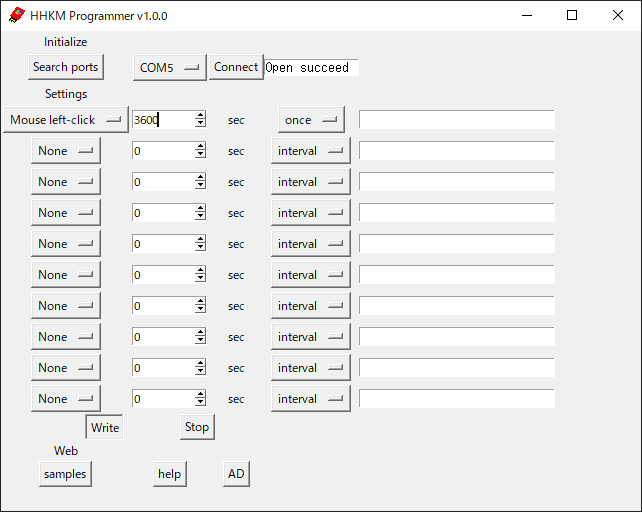 HHKM Programmer v1.0.0
Initialize
Search ports COM5 Connect Open succeed
Settings
Mouse left-click 3600 sec once
None 0 sec interval
None 0 sec interval
None 0 sec interval
None 0 sec interval
None 0 sec interval
None 0 sec interval
None 0 sec interval
None 0 sec interval
None 0 sec interval
Write Stop
Web
samples help AD